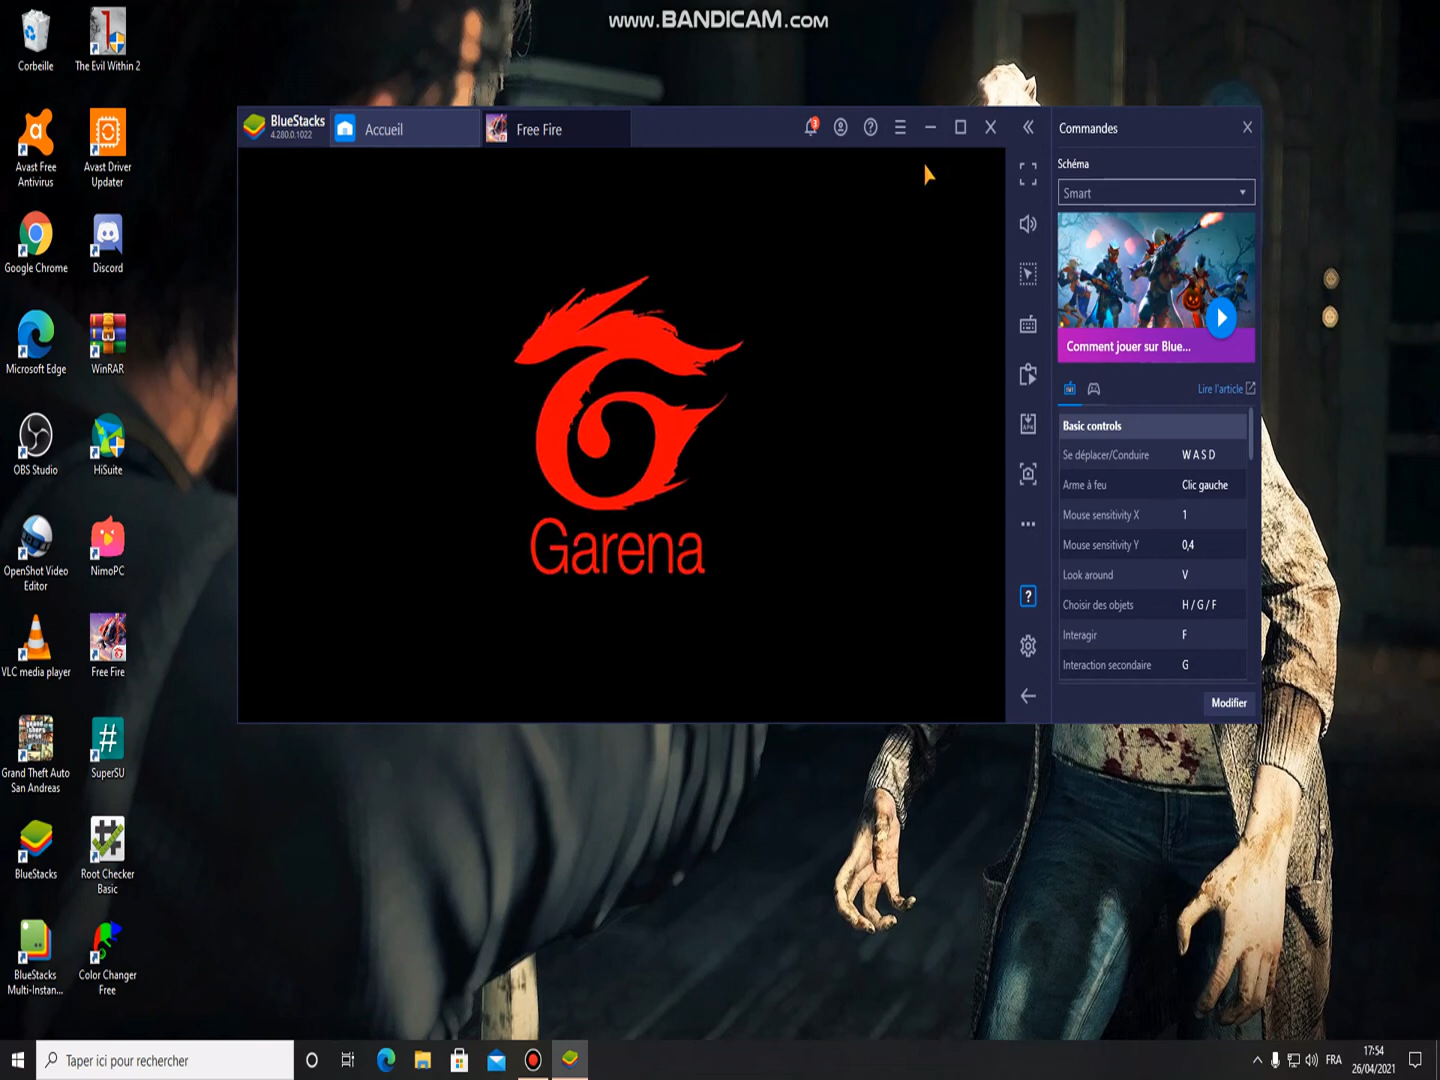 www.BANDICAM.com
Corbeille
The Evil Within 2
Avast Free
Antivirus
Avast Driver
Updater
Google Chrome
Discord
Microsoft Edge
WinRAR
OBS Studio
HiSuite
OpenShot Video
Editor
NimoPC
VLC media player
Free Fire
Grand Theft Auto
San Andreas
SuperSU
BlueStacks
Root Checker
Basic
BlueStacks
Multi-Instan...
Color Changer
Free
BlueStacks
4.280.0.1022
Accueil
Free Fire
3
Garena
Commandes
Schéma
Smart
Comment jouer sur Blue...
Lire l'article
Basic controls
Se déplacer/Conduire W A S D
Arme à feu Clic gauche
Mouse sensitivity X 1
Mouse sensitivity Y 0,4
Look around V
Choisir des objets H / G / F
Interagir F
Interaction secondaire G
Modifier
Taper ici pour rechercher
FRA
17:54
26/04/2021